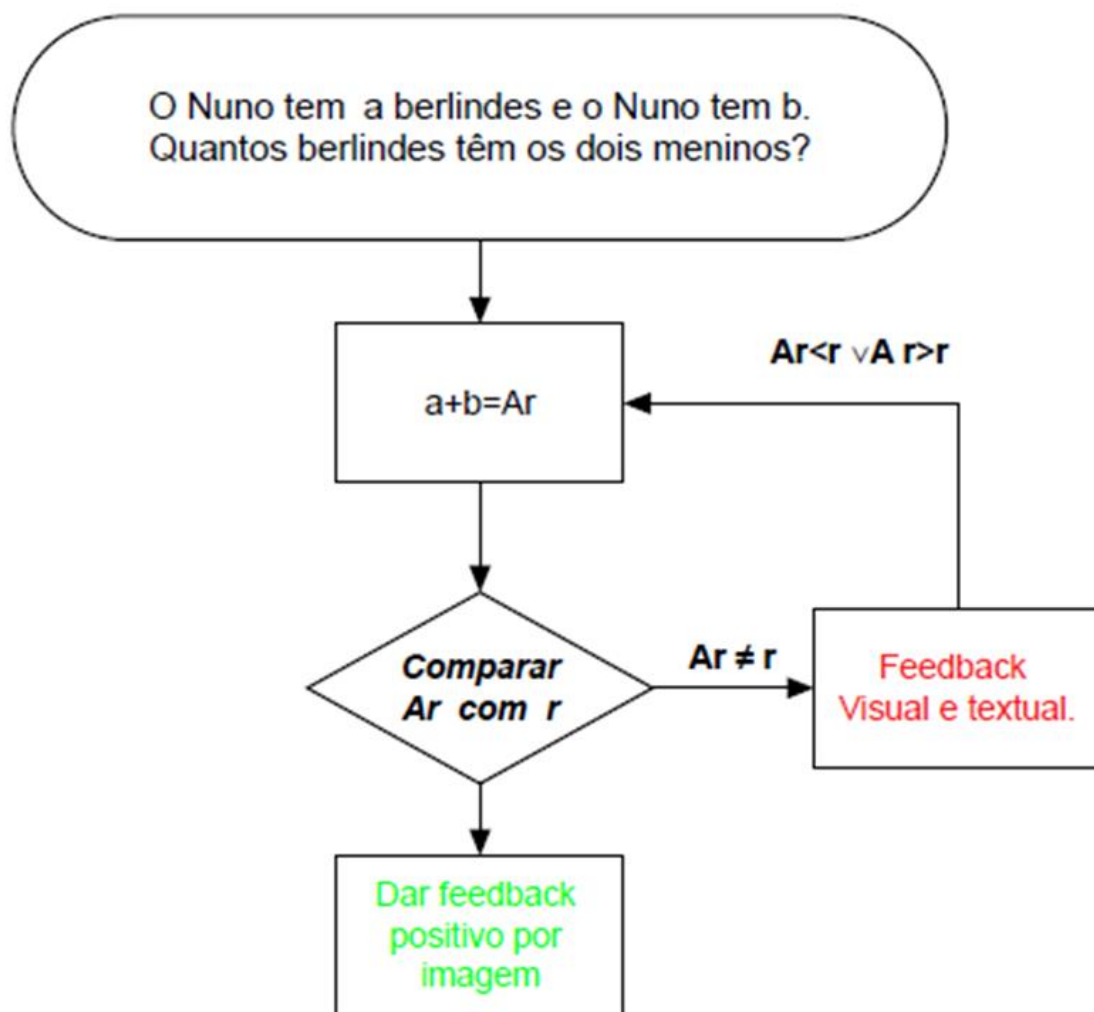 O Nuno tem a berlindes e o Nuno tem b.
Quantos berlindes têm os dois meninos?
Ar<r ∨A r>r
a+b=Ar
Comparar
Ar com r
Ar ≠ r
Feedback
Visual e textual.
Dar feedback
positivo por
imagem